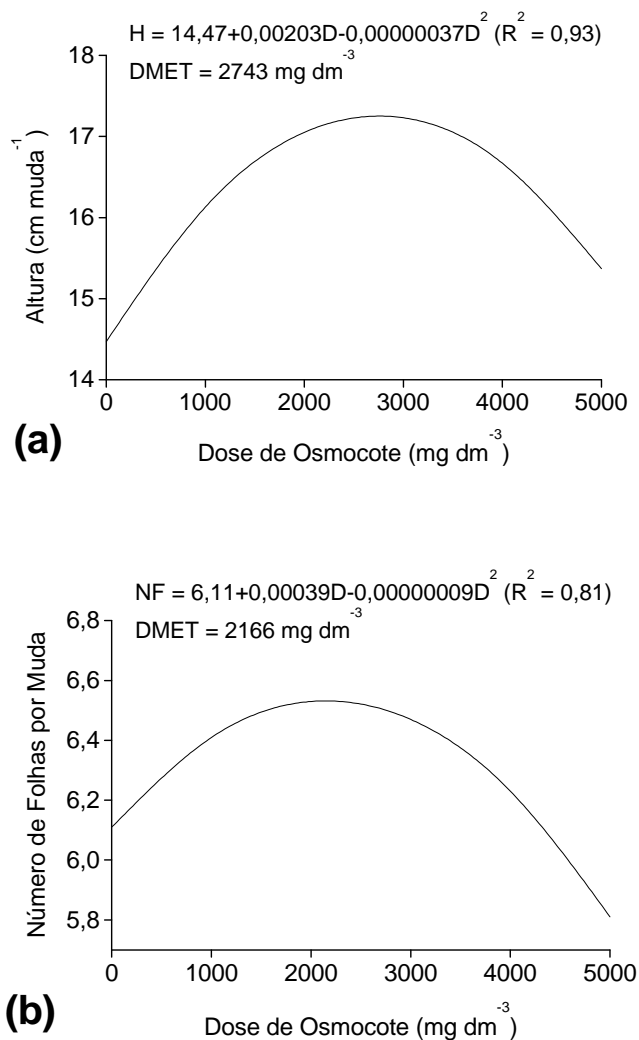 H = 14,47+0,00203D-0,00000037D² (R² = 0,93)
DMET = 2743 mg dm⁻³
18
17
16
15
14
Altura (cm muda⁻¹)
0 1000 2000 3000 4000 5000
(a)
Dose de Osmocote (mg dm⁻³)
NF = 6,11+0,00039D-0,00000009D² (R² = 0,81)
DMET = 2166 mg dm⁻³
6,8
6,6
6,4
6,2
6,0
5,8
Número de Folhas por Muda
0 1000 2000 3000 4000 5000
(b)
Dose de Osmocote (mg dm⁻³)